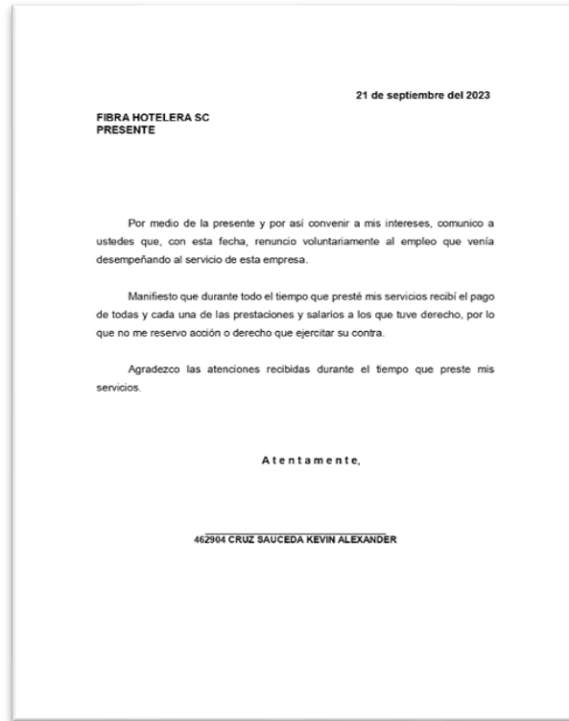 21 de septiembre del 2023
FIBRA HOTELERA SC
PRESENTE
Por medio de la presente y por así convenir a mis intereses, comunico a
ustedes que, con esta fecha, renuncio voluntariamente al empleo que venía
desempeñando al servicio de esta empresa.
Manifiesto que durante todo el tiempo que presté mis servicios recibí el pago
de todas y cada una de las prestaciones y salarios a los que tuve derecho, por lo
que no me reservo acción o derecho que ejercitar su contra.
Agradezco las atenciones recibidas durante el tiempo que preste mis
servicios.
Atentamente,
462904 CRUZ SAUCEDA KEVIN ALEXANDER